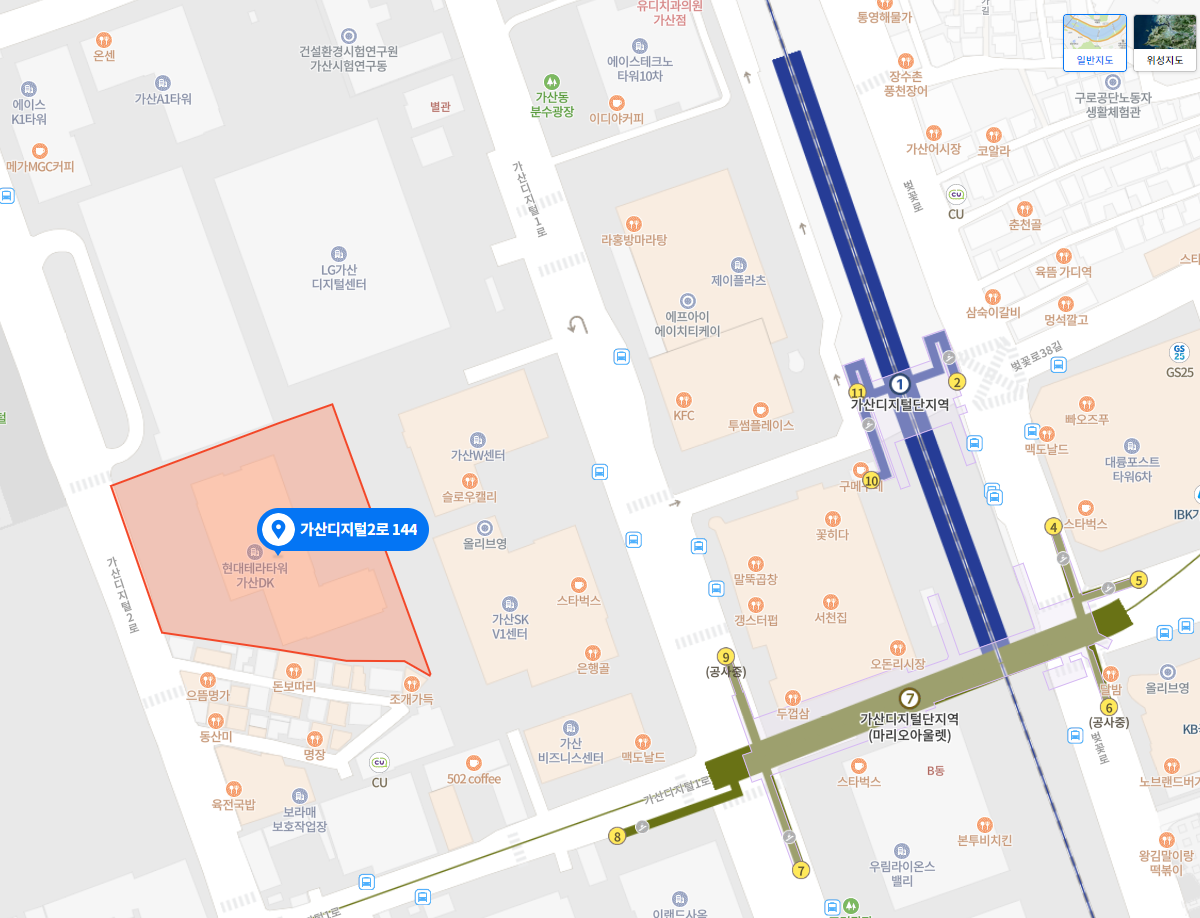 유디치과의원
가산점
통영해물가
온센
건설환경시험연구원
가산시험연구동
에이스테크노
타워10차
장수촌
풍천장어
일반지도
위성지도
에이스
K1타워
가산A1타워
별관
가산동
분수광장
이디야커피
구로공단노동자
생활체험관
메가MGC커피
가산어시장
코알라
가산디지털1로
벚꽃로
CU
춘천골
라홍방마라탕
LG가산
디지털센터
제이플라츠
육뜸 가디역
스타
에프아이
에이치티케이
삼숙이갈비
멍석깔고
벚꽃로38길
GS
25
GS25
1
2
11
가산디지털단지역
KFC
투썸플레이스
빠오즈푸
맥도날드
대륭포스트
타워6차
가산W센터
슬로우캘리
10
스타벅스
IBK기
가산디지털2로 144
올리브영
꽃히다
4
현대테라타워
가산DK
가산디지털2로
말뚝곱창
5
스타벅스
가산SK
V1센터
갱스터펍
서천집
은행골
9
(공사중)
오돈리시장
으뜸명가
돈보따리
조개가득
두껍삼
7
가산디지털단지역
(마리오아울렛)
달밤
올리브영
6
(공사중)
동산미
명장
가산
비즈니스센터
맥도날드
벚꽃로
KB
CU
502 coffee
스타벅스
B동
노브랜드버거
육전국밥
보라매
보호작업장
가산디지털1로
8
본투비치킨
왕김말이랑
떡볶이
7
우림라이온스
밸리
이랜드사옥